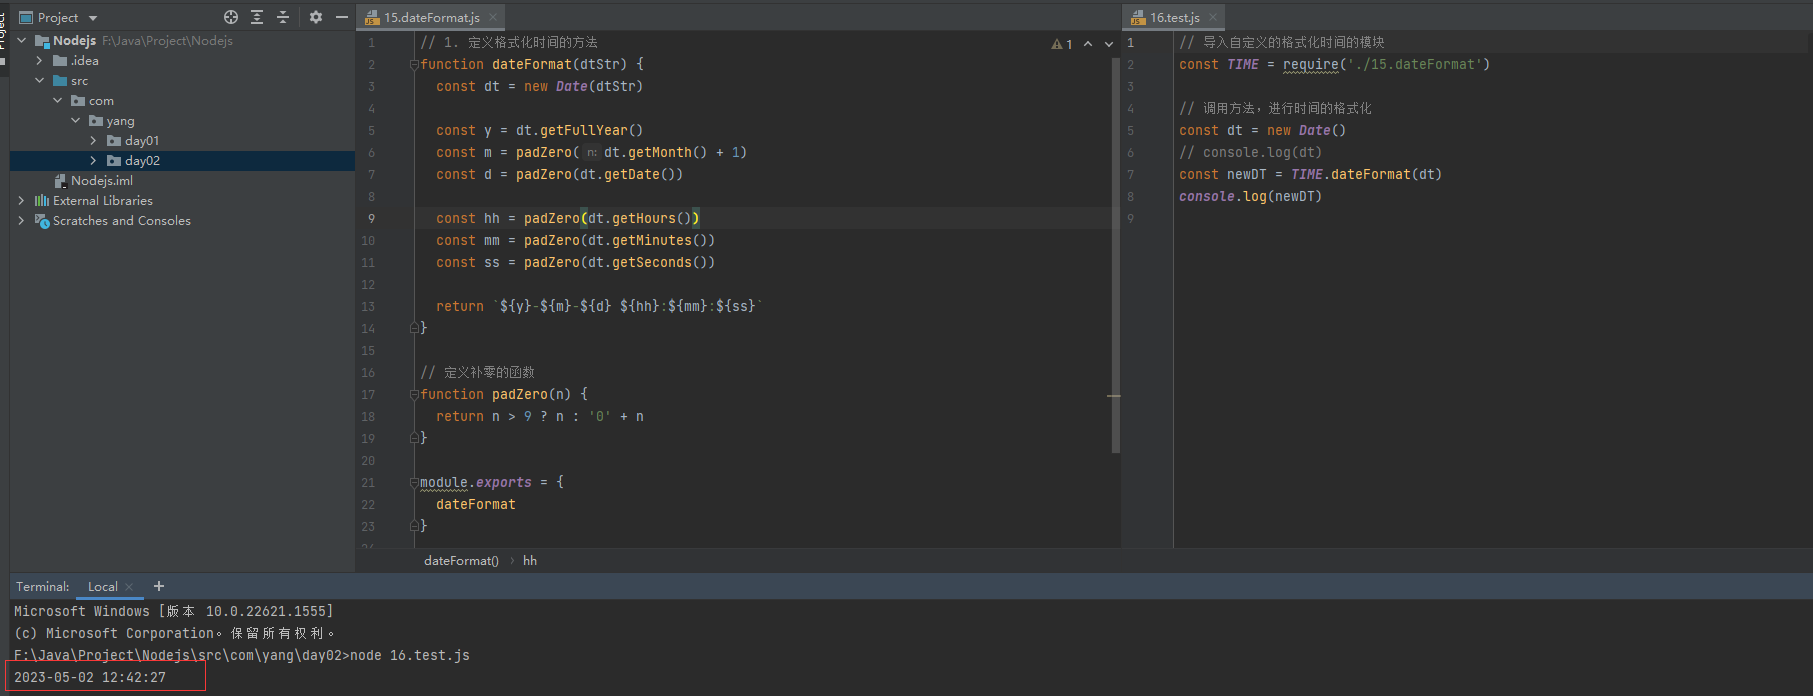 Project
Project
Nodejs F:\Java\Project\Nodejs
.idea
src
com
yang
day01
day02
Nodejs.iml
External Libraries
Scratches and Consoles
15.dateFormat.js
1
1 // 1. 定义格式化时间的方法
2 function dateFormat(dtStr) {
3 const dt = new Date(dtStr)
4
5 const y = dt.getFullYear()
6 const m = padZero( n: dt.getMonth() + 1)
7 const d = padZero(dt.getDate())
8
9 const hh = padZero(dt.getHours())
10 const mm = padZero(dt.getMinutes())
11 const ss = padZero(dt.getSeconds())
12
13 return `${y}-${m}-${d} ${hh}:${mm}:${ss}`
14 }
15
16 // 定义补零的函数
17 function padZero(n) {
18 return n > 9 ? n : '0' + n
19 }
20
21 module.exports = {
22 dateFormat
23 }
24
dateFormat() › hh
16.test.js
1 // 导入自定义的格式化时间的模块
2 const TIME = require('./15.dateFormat')
3
4 // 调用方法，进行时间的格式化
5 const dt = new Date()
6 // console.log(dt)
7 const newDT = TIME.dateFormat(dt)
8 console.log(newDT)
9
Terminal: Local × +
Microsoft Windows [版本 10.0.22621.1555]
(c) Microsoft Corporation。保留所有权利。
F:\Java\Project\Nodejs\src\com\yang\day02>node 16.test.js
2023-05-02 12:42:27